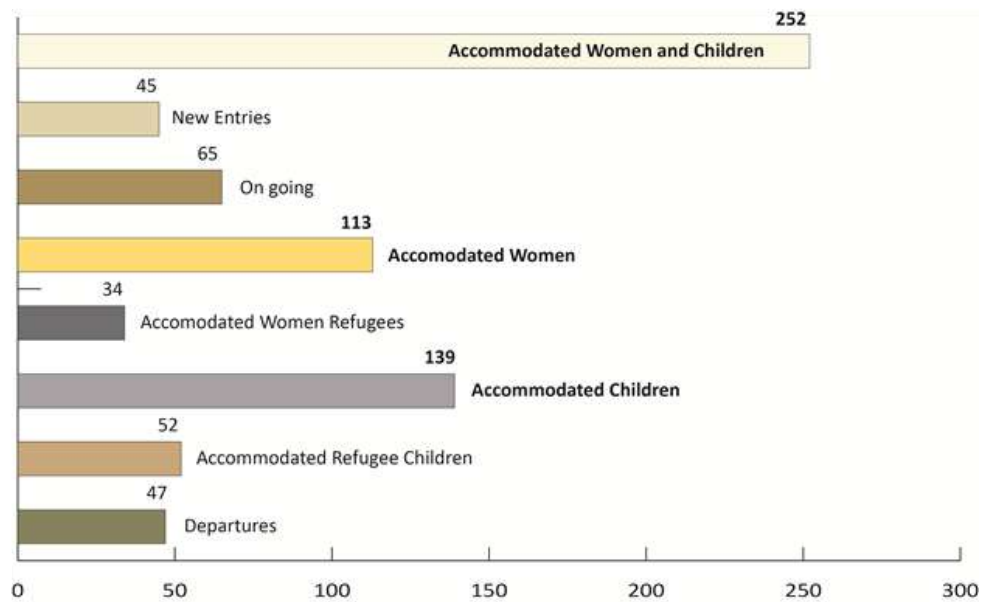 252
Accommodated Women and Children
45
New Entries
65
On going
113
Accomodated Women
34
Accomodated Women Refugees
139
Accommodated Children
52
Accommodated Refugee Children
47
Departures
0 50 100 150 200 250 300